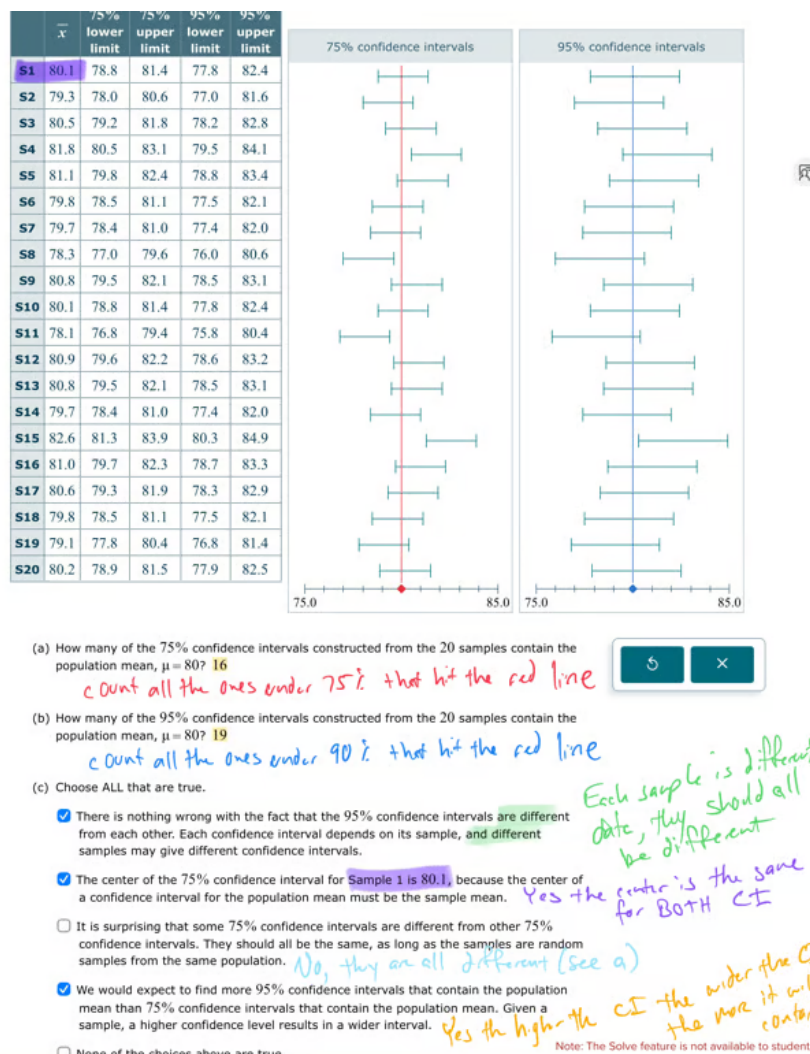 x̄ 75% lower limit 75% upper limit 95% lower limit 95% upper limit
S1 80.1 78.8 81.4 77.8 82.4
S2 79.3 78.0 80.6 77.0 81.6
S3 80.5 79.2 81.8 78.2 82.8
S4 81.8 80.5 83.1 79.5 84.1
S5 81.1 79.8 82.4 78.8 83.4
S6 79.8 78.5 81.1 77.5 82.1
S7 79.7 78.4 81.0 77.4 82.0
S8 78.3 77.0 79.6 76.0 80.6
S9 80.8 79.5 82.1 78.5 83.1
S10 80.1 78.8 81.4 77.8 82.4
S11 78.1 76.8 79.4 75.8 80.4
S12 80.9 79.6 82.2 78.6 83.2
S13 80.8 79.5 82.1 78.5 83.1
S14 79.7 78.4 81.0 77.4 82.0
S15 82.6 81.3 83.9 80.3 84.9
S16 81.0 79.7 82.3 78.7 83.3
S17 80.6 79.3 81.9 78.3 82.9
S18 79.8 78.5 81.1 77.5 82.1
S19 79.1 77.8 80.4 76.8 81.4
S20 80.2 78.9 81.5 77.9 82.5
75% confidence intervals
75.0 85.0
95% confidence intervals
75.0 85.0
(a) How many of the 75% confidence intervals constructed from the 20 samples contain the
population mean, μ = 80? 16
count all the ones under 75% that hit the red line
(b) How many of the 95% confidence intervals constructed from the 20 samples contain the
population mean, μ = 80? 19
count all the ones under 90% that hit the red line
(c) Choose ALL that are true.
There is nothing wrong with the fact that the 95% confidence intervals are different
from each other. Each confidence interval depends on its sample, and different
samples may give different confidence intervals.
Each sample is different
date, they should all
be different
The center of the 75% confidence interval for Sample 1 is 80.1, because the center of
a confidence interval for the population mean must be the sample mean.
Yes the center is the same
for BOTH CI
It is surprising that some 75% confidence intervals are different from other 75%
confidence intervals. They should all be the same, as long as the samples are random
samples from the same population.
No, they are all different (see a)
We would expect to find more 95% confidence intervals that contain the population
mean than 75% confidence intervals that contain the population mean. Given a
sample, a higher confidence level results in a wider interval.
Yes th higher the CI the wider the C
the more it wil
conta
None of the choices above are true.
Note: The Solve feature is not available to student